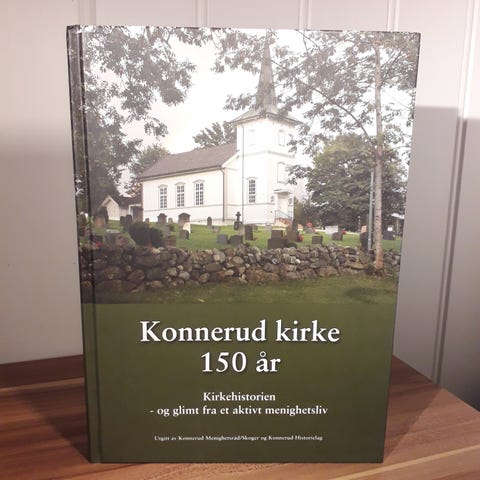 Konnerud kirke
150 år
Kirkehistorien
- og glimt fra et aktivt menighetsliv
Utgitt av Konnerud Menighetsråd/Skoger og Konnerud Historielag